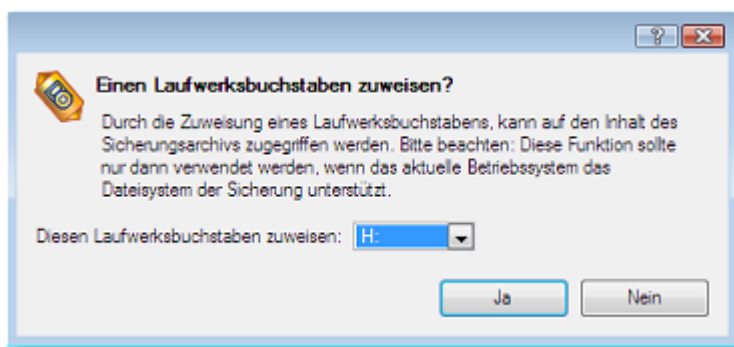 Einen Laufwerksbuchstaben zuweisen?
Durch die Zuweisung eines Laufwerksbuchstabens, kann auf den Inhalt des
Sicherungsarchivs zugegriffen werden. Bitte beachten: Diese Funktion sollte
nur dann verwendet werden, wenn das aktuelle Betriebssystem das
Dateisystem der Sicherung unterstützt.
Diesen Laufwerksbuchstaben zuweisen: H:
Ja Nein